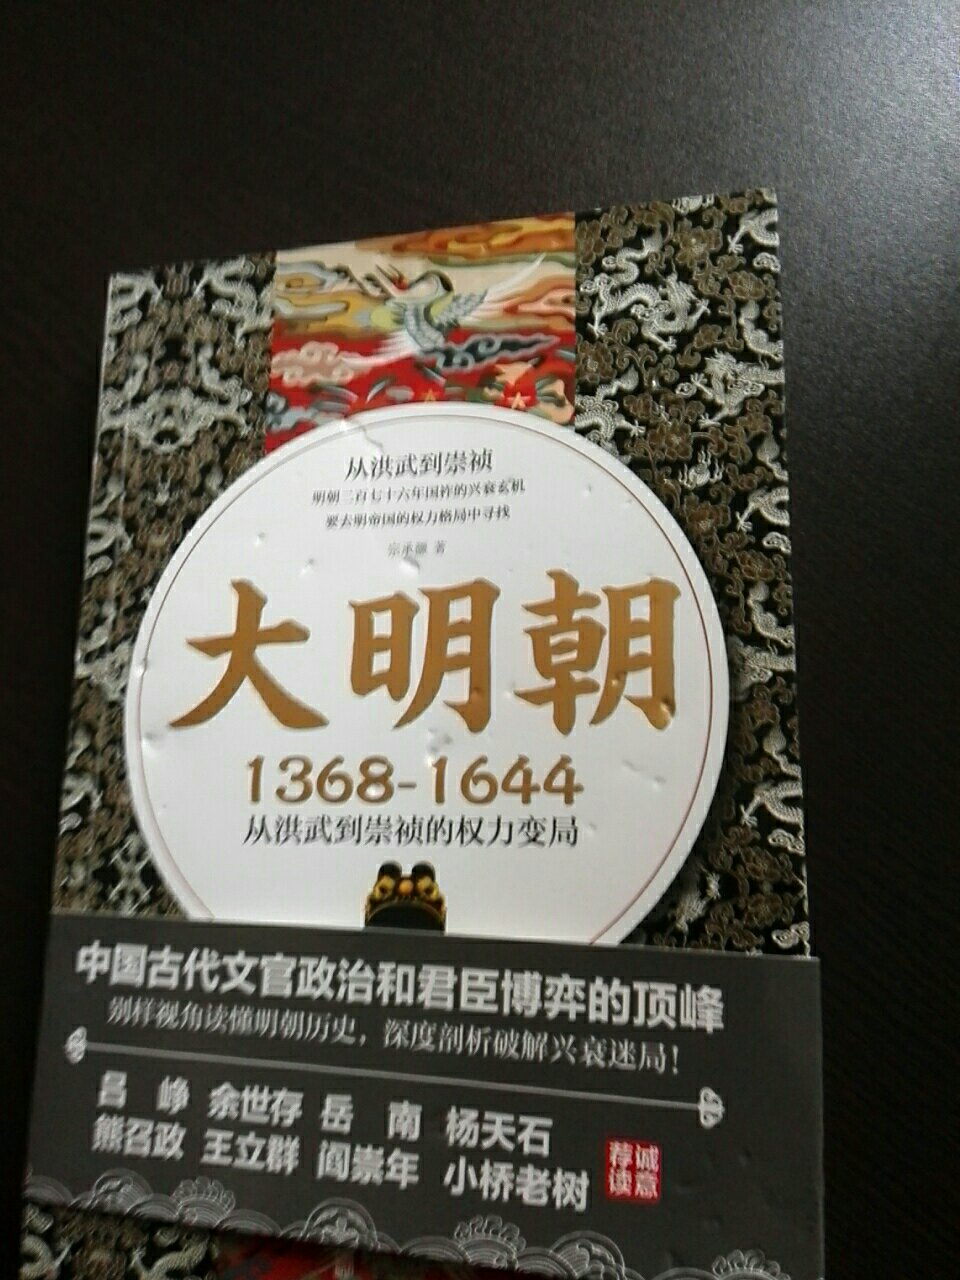 从洪武到崇祯
明朝二百七十六年国祚的兴衰玄机
要去明帝国的权力格局中寻找
宗承灏 著
大明朝
1368-1644
从洪武到崇祯的权力变局
中国古代文官政治和君臣博弈的顶峰
别样视角读懂明朝历史，深度剖析破解兴衰迷局！
吕峥 余世存 岳南 杨天石
熊召政 王立群 阎崇年 小桥老树
诚意
荐读